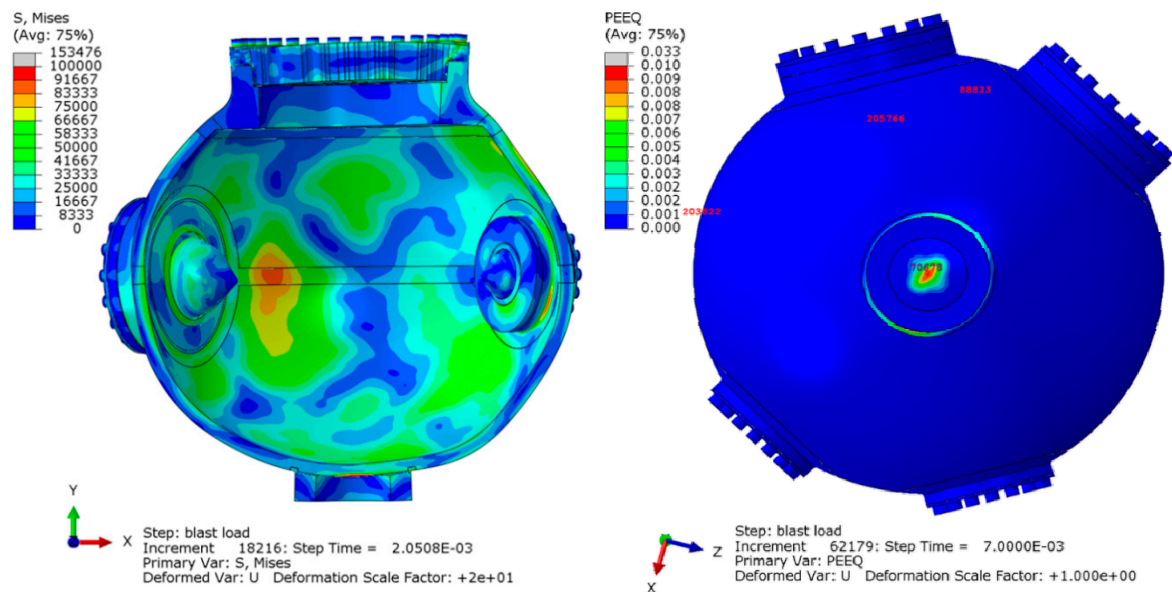 S, Mises
(Avg: 75%)
153476
100000
91667
83333
75000
66667
58333
50000
41667
33333
25000
16667
8333
0
Y
X
Step: blast load
Increment 18216: Step Time = 2.0508E-03
Primary Var: S, Mises
Deformed Var: U Deformation Scale Factor: +2e+01
PEEQ
(Avg: 75%)
0.033
0.010
0.009
0.008
0.008
0.007
0.006
0.005
0.004
0.003
0.002
0.002
0.001
0.000
88823
205766
203822
70678
Z
X
Step: blast load
Increment 62179: Step Time = 7.0000E-03
Primary Var: PEEQ
Deformed Var: U Deformation Scale Factor: +1.000e+00